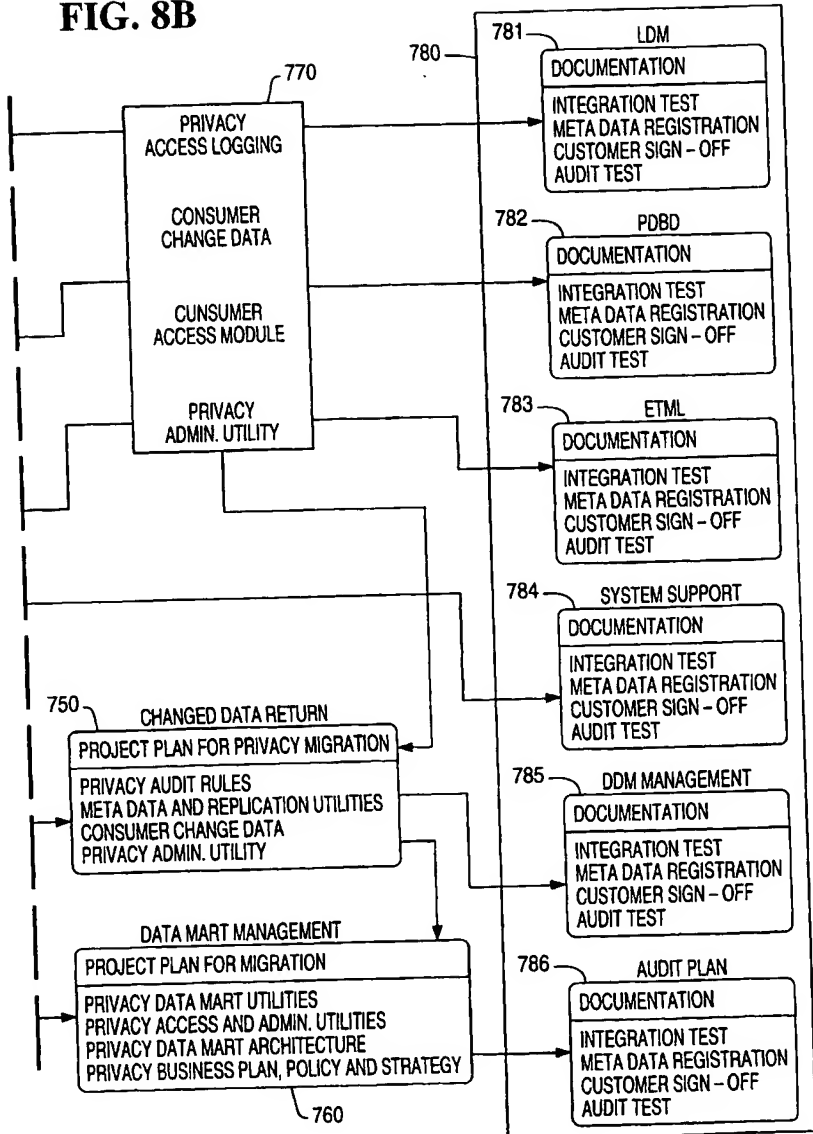 FIG. 8B
770
PRIVACY
ACCESS LOGGING
CONSUMER
CHANGE DATA
CUNSUMER
ACCESS MODULE
PRIVACY
ADMIN. UTILITY
780
781
LDM
DOCUMENTATION
INTEGRATION TEST
META DATA REGISTRATION
CUSTOMER SIGN – OFF
AUDIT TEST
782
PDBD
DOCUMENTATION
INTEGRATION TEST
META DATA REGISTRATION
CUSTOMER SIGN – OFF
AUDIT TEST
783
ETML
DOCUMENTATION
INTEGRATION TEST
META DATA REGISTRATION
CUSTOMER SIGN – OFF
AUDIT TEST
784
SYSTEM SUPPORT
DOCUMENTATION
INTEGRATION TEST
META DATA REGISTRATION
CUSTOMER SIGN – OFF
AUDIT TEST
750
CHANGED DATA RETURN
PROJECT PLAN FOR PRIVACY MIGRATION
PRIVACY AUDIT RULES
META DATA AND REPLICATION UTILITIES
CONSUMER CHANGE DATA
PRIVACY ADMIN. UTILITY
785
DDM MANAGEMENT
DOCUMENTATION
INTEGRATION TEST
META DATA REGISTRATION
CUSTOMER SIGN – OFF
AUDIT TEST
DATA MART MANAGEMENT
PROJECT PLAN FOR MIGRATION
PRIVACY DATA MART UTILITIES
PRIVACY ACCESS AND ADMIN. UTILITIES
PRIVACY DATA MART ARCHITECTURE
PRIVACY BUSINESS PLAN, POLICY AND STRATEGY
760
786
AUDIT PLAN
DOCUMENTATION
INTEGRATION TEST
META DATA REGISTRATION
CUSTOMER SIGN – OFF
AUDIT TEST